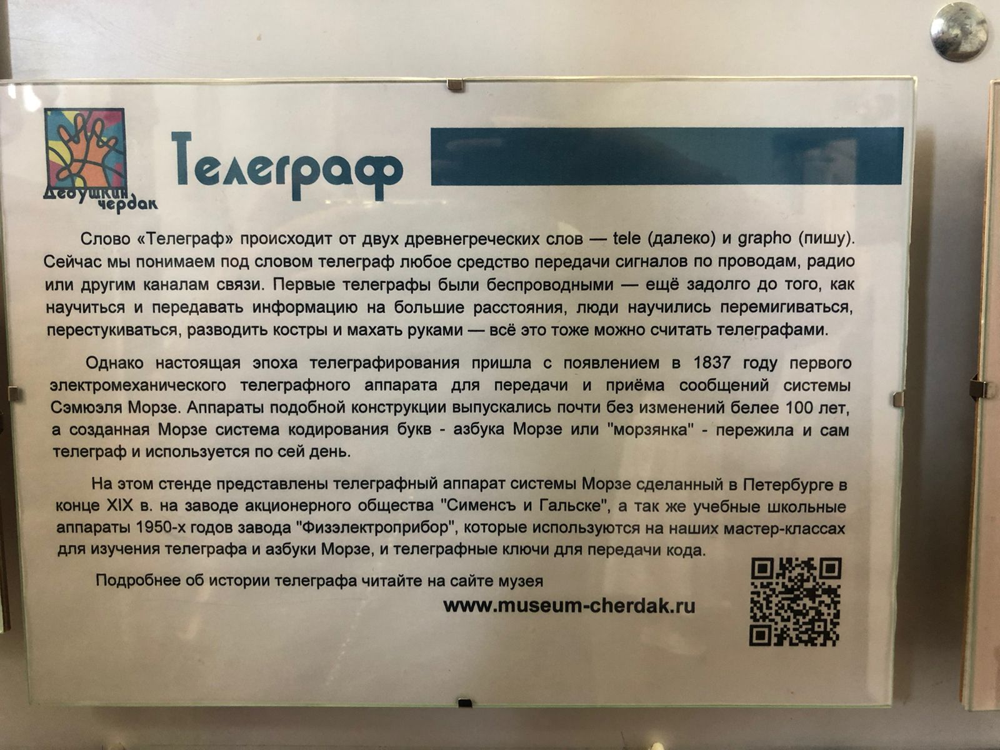 Телеграф
Дедушкин
чердак
Слово «Телеграф» происходит от двух древнегреческих слов — tele (далеко) и grapho (пишу).
Сейчас мы понимаем под словом телеграф любое средство передачи сигналов по проводам, радио
или другим каналам связи. Первые телеграфы были беспроводными — ещё задолго до того, как
научиться и передавать информацию на большие расстояния, люди научились перемигиваться,
перестукиваться, разводить костры и махать руками — всё это тоже можно считать телеграфами.
Однако настоящая эпоха телеграфирования пришла с появлением в 1837 году первого
электромеханического телеграфного аппарата для передачи и приёма сообщений системы
Сэмюэля Морзе. Аппараты подобной конструкции выпускались почти без изменений белее 100 лет,
а созданная Морзе система кодирования букв - азбука Морзе или "морзянка" - пережила и сам
телеграф и используется по сей день.
На этом стенде представлены телеграфный аппарат системы Морзе сделанный в Петербурге в
конце XIX в. на заводе акционерного общества "Сименсъ и Гальске", а так же учебные школьные
аппараты 1950-х годов завода "Физэлектроприбор", которые используются на наших мастер-классах
для изучения телеграфа и азбуки Морзе, и телеграфные ключи для передачи кода.
Подробнее об истории телеграфа читайте на сайте музея
www.museum-cherdak.ru